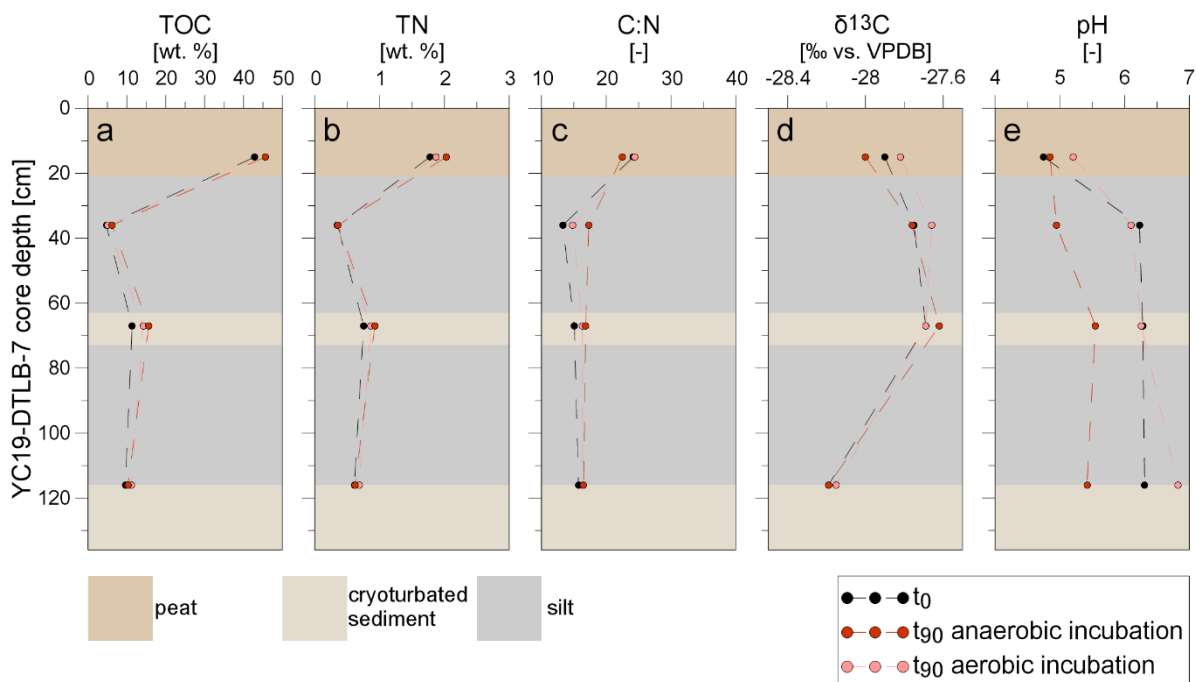 TOC TN C:N δ13C pH
[wt. %] [wt. %] [-] [‰ vs. VPDB] [-]
0 10 20 30 40 50 0 1 2 3 10 20 30 40 -28.4 -28 -27.6 4 5 6 7
YC19-DTLB-7 core depth [cm]
0
20
40
60
80
100
120
a b c d e
peat
cryoturbated
sediment
silt
t0
t90 anaerobic incubation
t90 aerobic incubation